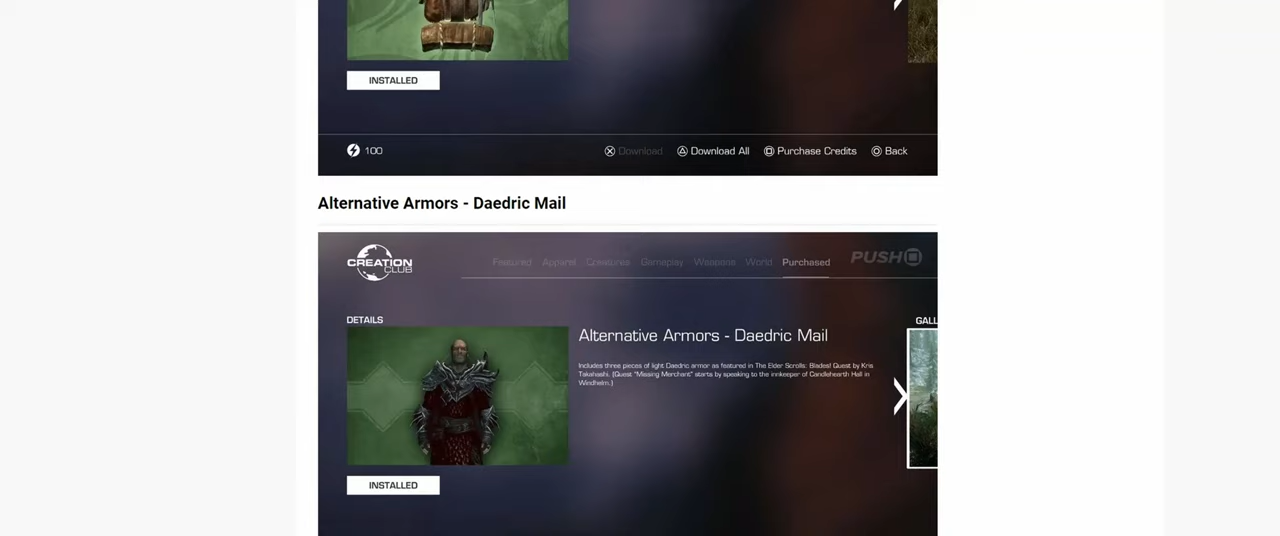 INSTALLED
100
Download Download All Purchase Credits Back
Alternative Armors - Daedric Mail
CREATION CLUB
Featured Apparel Creatures Gameplay Weapons World Purchased
PUSH
DETAILS
GALL
Alternative Armors - Daedric Mail
Includes three pieces of light Daedric armor as featured in The Elder Scrolls: Blades! Quest by Kris
Takahashi. (Quest "Missing Merchant" starts by speaking to the innkeeper of Candlehearth Hall in
Windhelm.)
INSTALLED